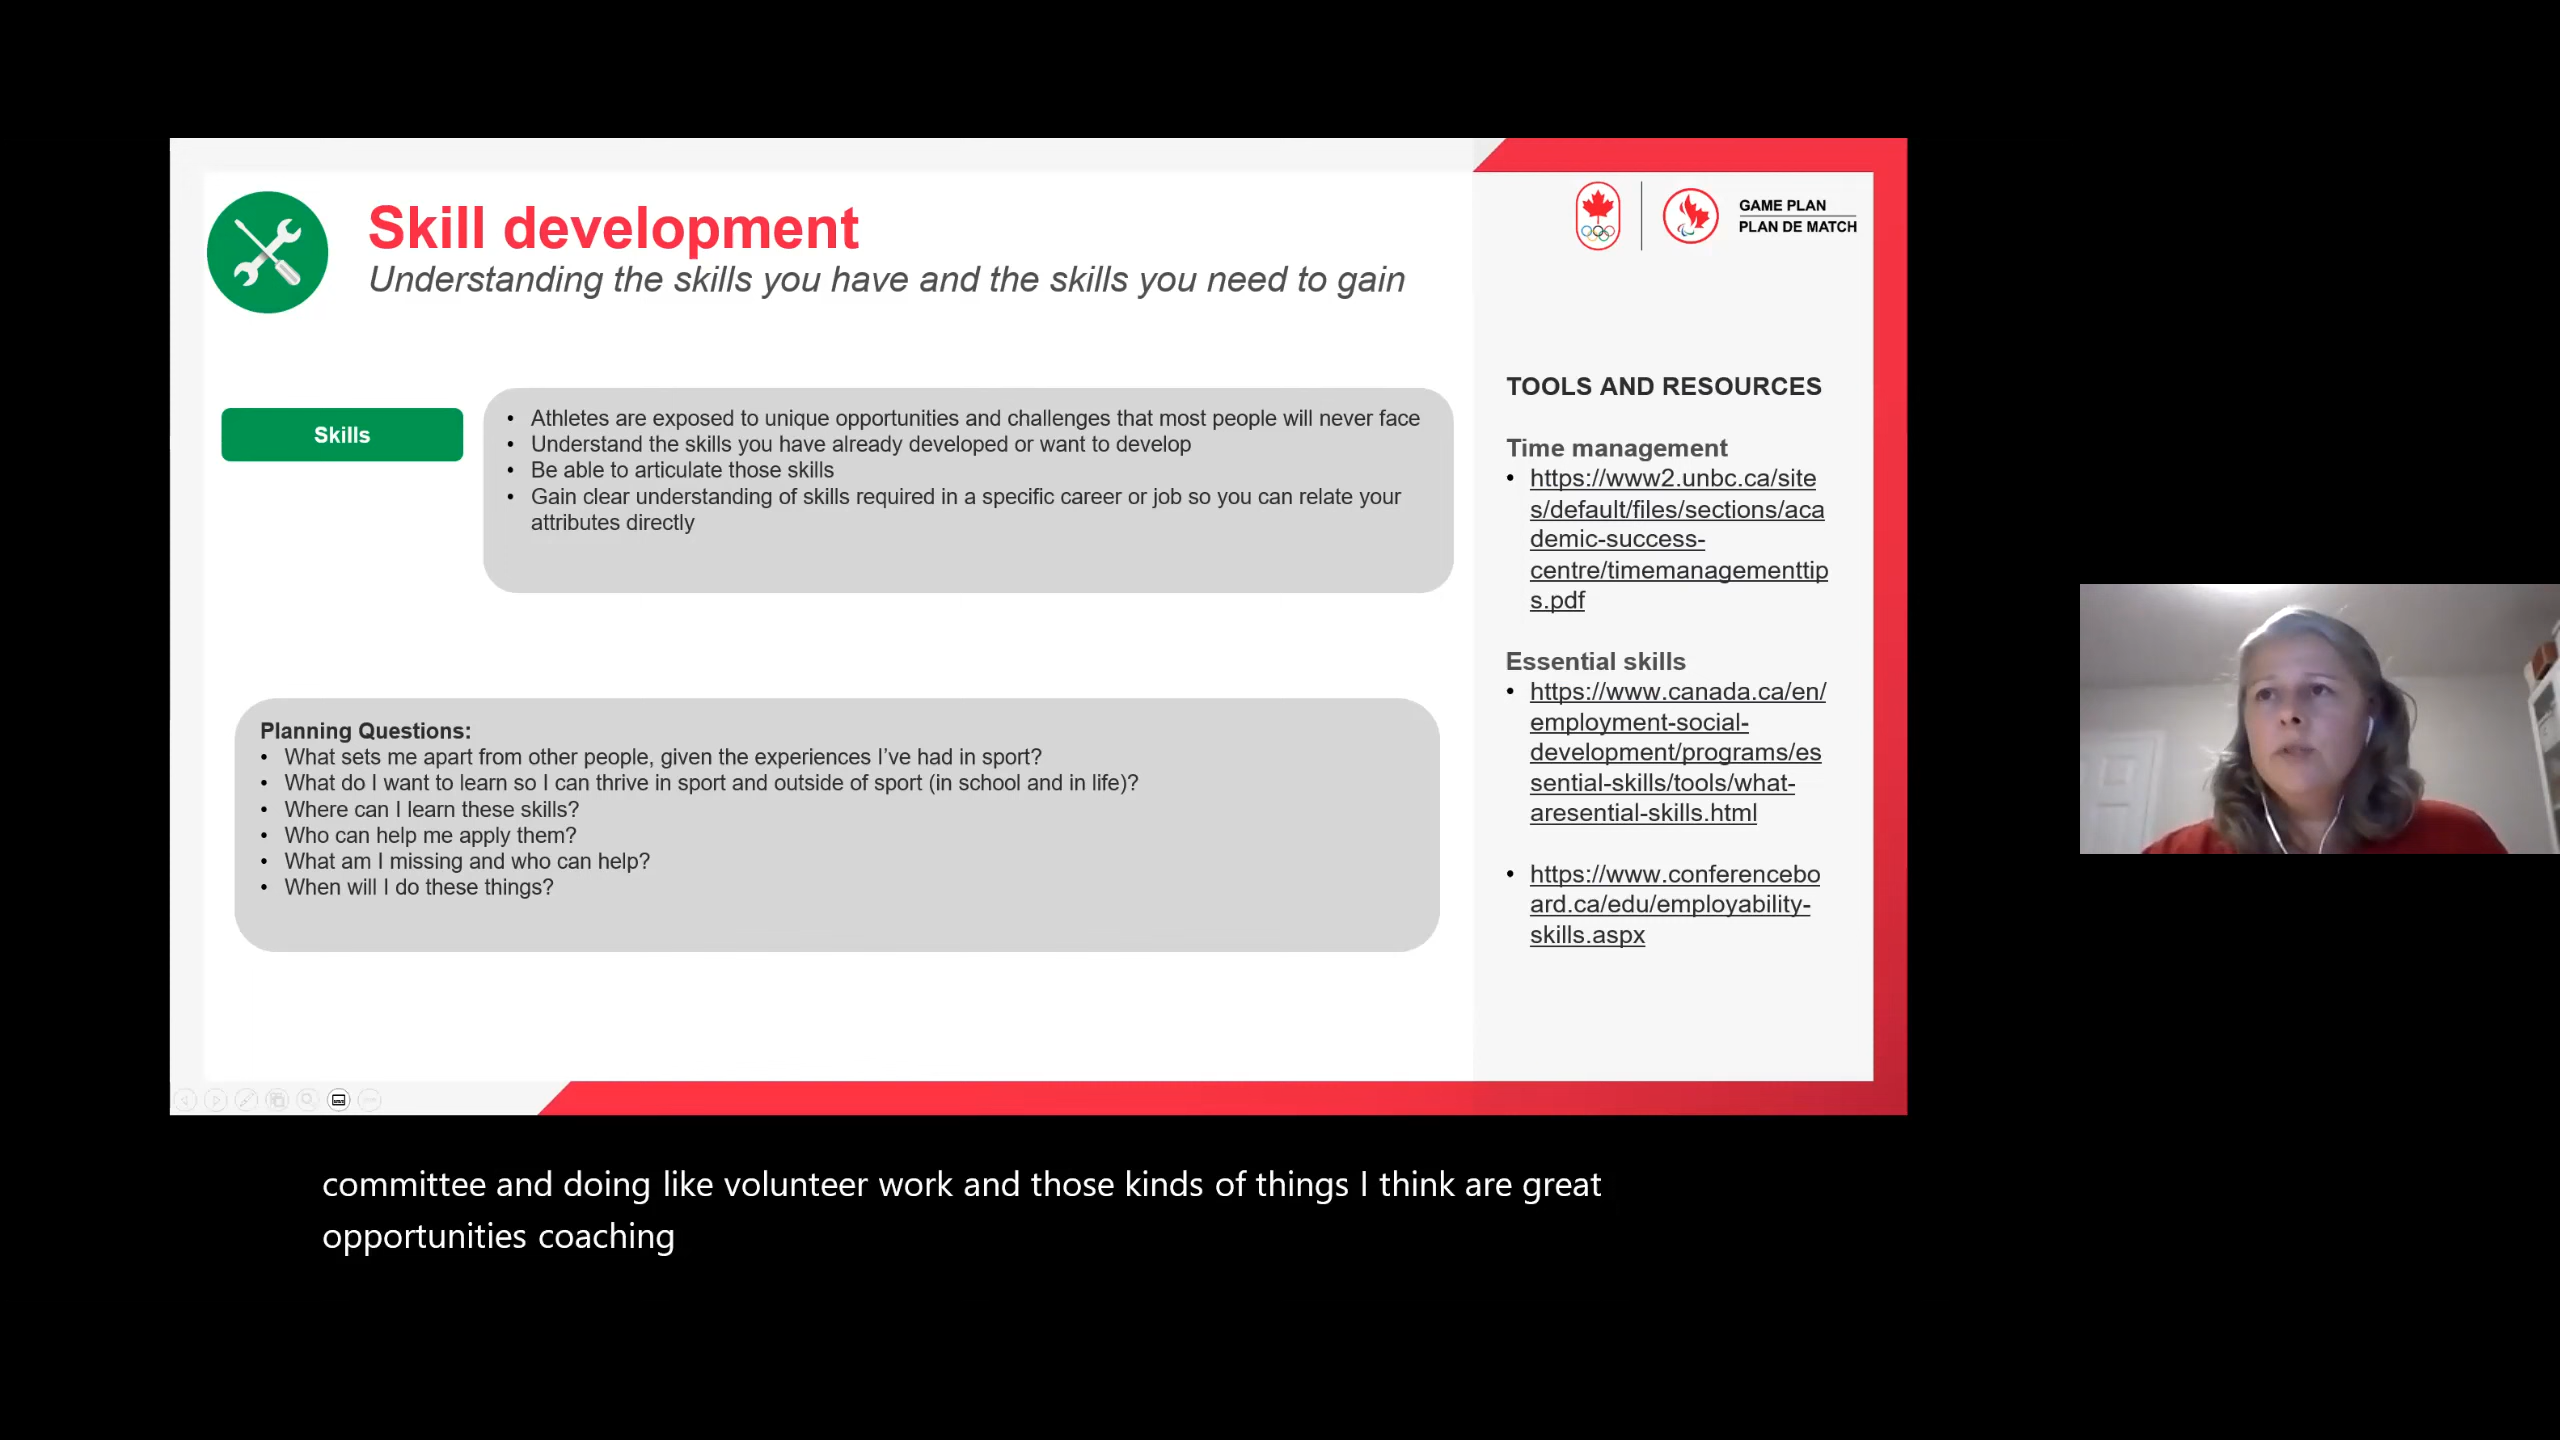 Skill development
Understanding the skills you have and the skills you need to gain
GAME PLAN
PLAN DE MATCH
Skills
• Athletes are exposed to unique opportunities and challenges that most people will never face
• Understand the skills you have already developed or want to develop
• Be able to articulate those skills
• Gain clear understanding of skills required in a specific career or job so you can relate your
attributes directly
Planning Questions:
• What sets me apart from other people, given the experiences I’ve had in sport?
• What do I want to learn so I can thrive in sport and outside of sport (in school and in life)?
• Where can I learn these skills?
• Who can help me apply them?
• What am I missing and who can help?
• When will I do these things?
TOOLS AND RESOURCES
Time management
• https://www2.unbc.ca/site
s/default/files/sections/aca
demic-success-
centre/timemanagementtip
s.pdf
Essential skills
• https://www.canada.ca/en/
employment-social-
development/programs/es
sential-skills/tools/what-
aresential-skills.html
• https://www.conferencebo
ard.ca/edu/employability-
skills.aspx
committee and doing like volunteer work and those kinds of things I think are great
opportunities coaching